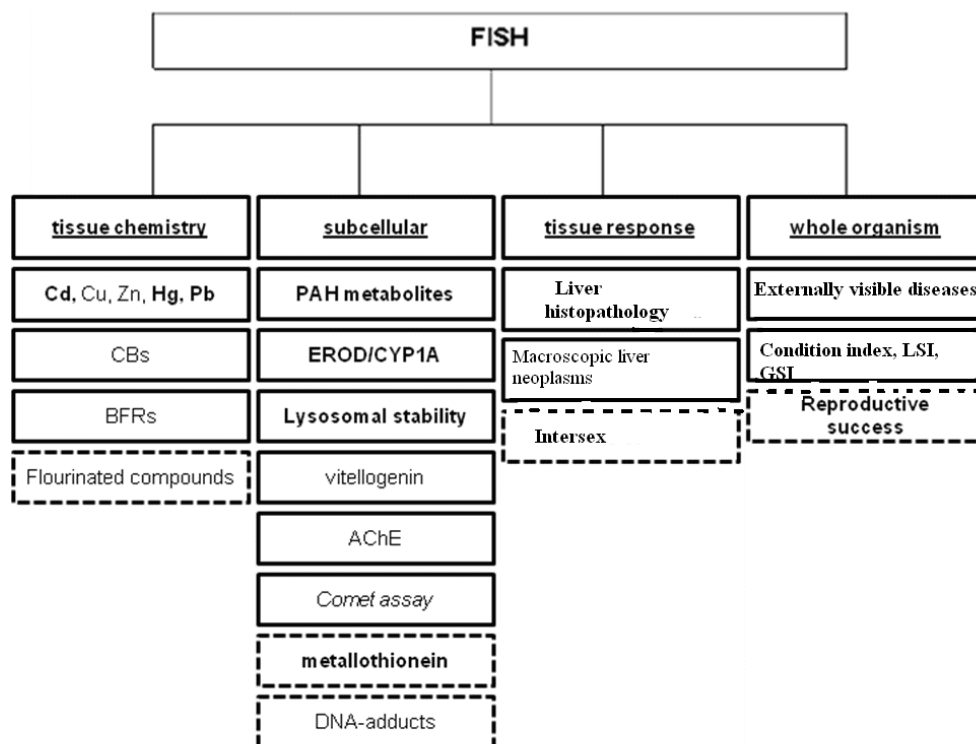 FISH
tissue chemistry
Cd, Cu, Zn, Hg, Pb
CBs
BFRs
Flourinated compounds
subcellular
PAH metabolites
EROD/CYP1A
Lysosomal stability
vitellogenin
AChE
Comet assay
metallothionein
DNA-adducts
tissue response
Liver
histopathology
Macroscopic liver
neoplasms
Intersex
whole organism
Externally visible diseases
Condition index, LSI,
GSI
Reproductive
success